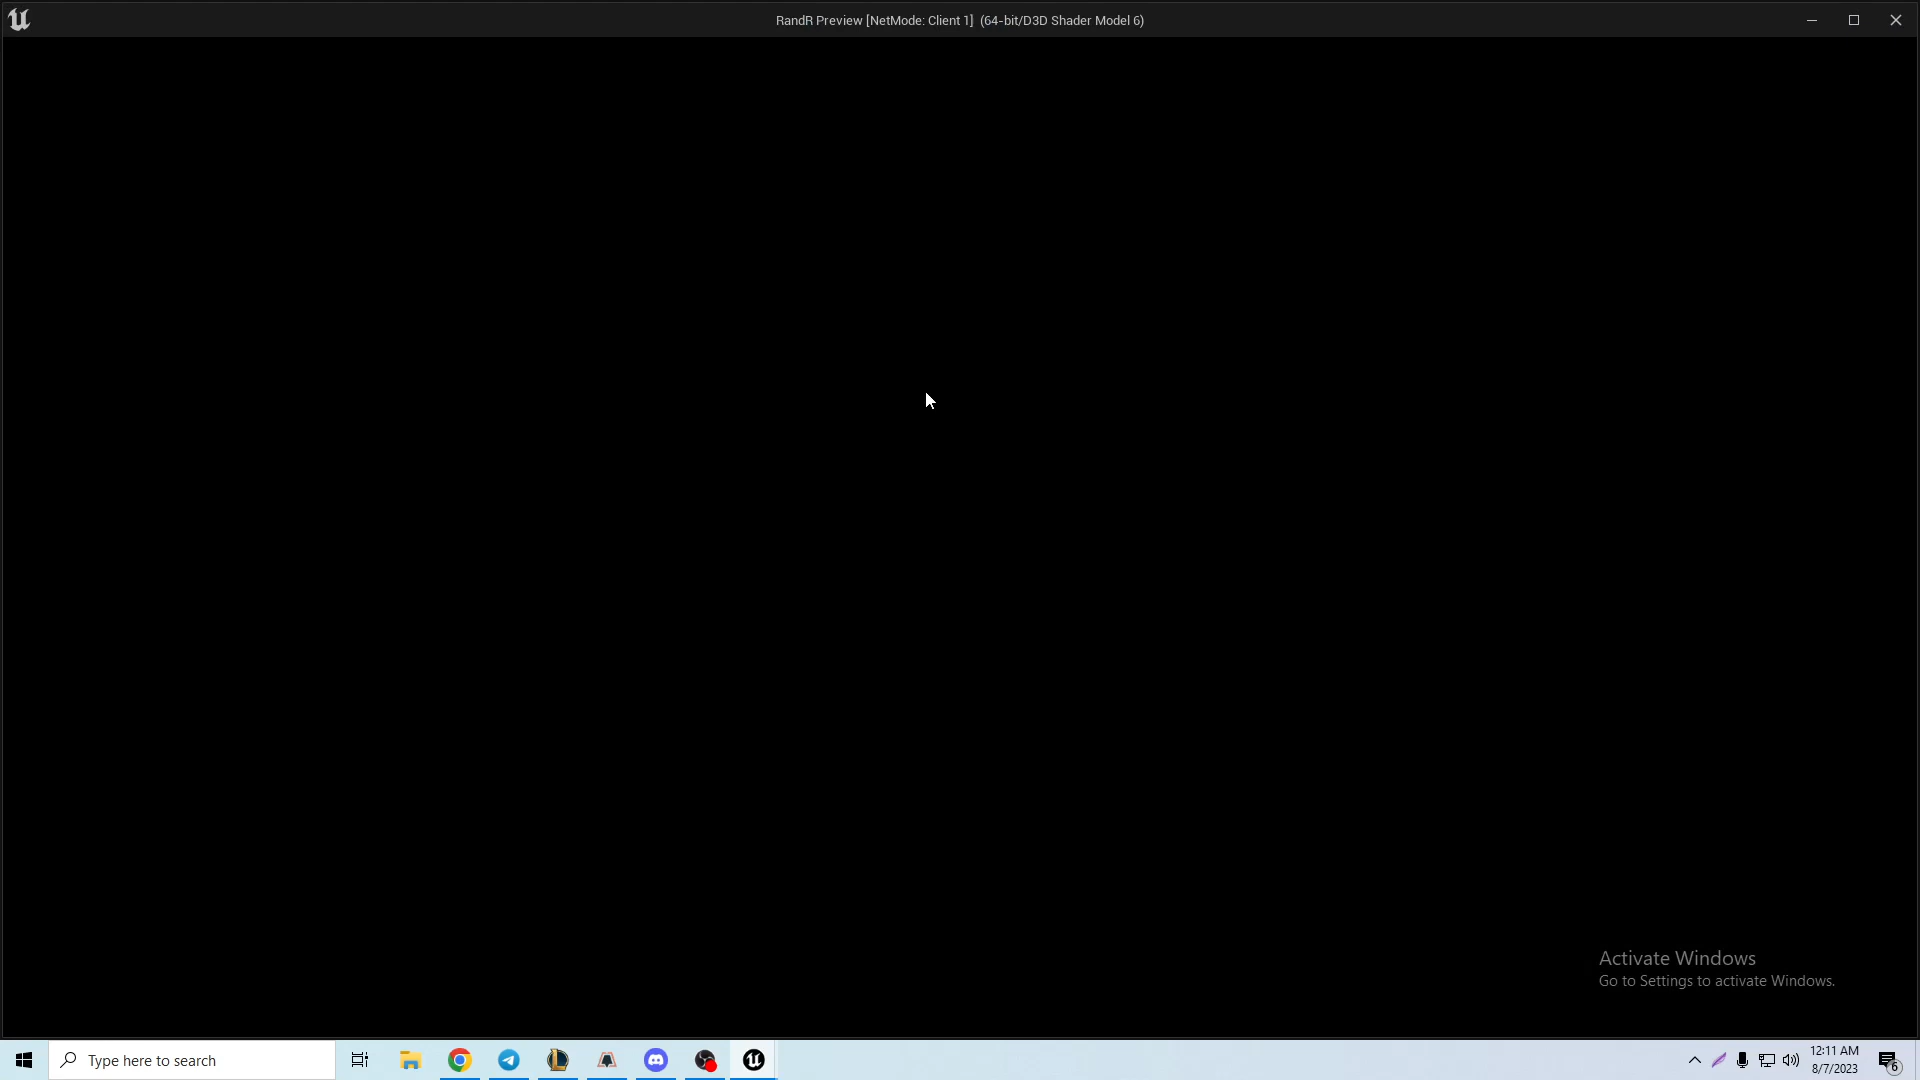 RandR Preview [NetMode: Client 1] (64-bit/D3D Shader Model 6)
Activate Windows
Go to Settings to activate Windows.
Type here to search
12:11 AM
8/7/2023
6